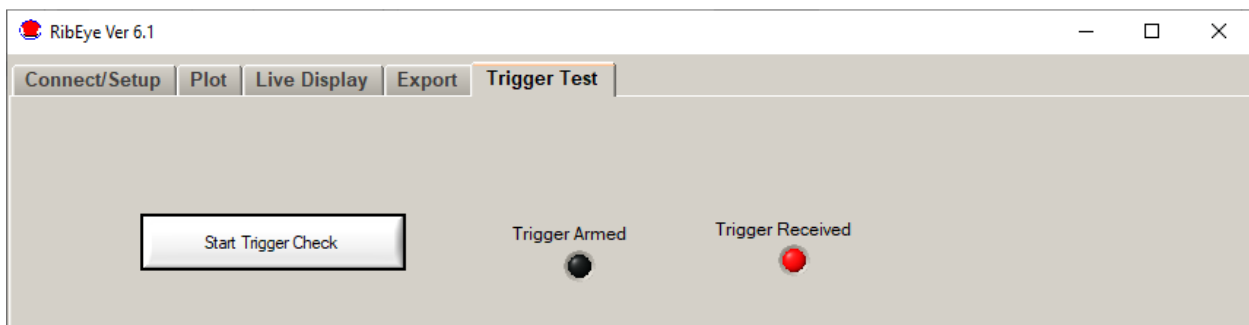 RibEye Ver 6.1
Connect/Setup Plot Live Display Export Trigger Test
Start Trigger Check Trigger Armed Trigger Received